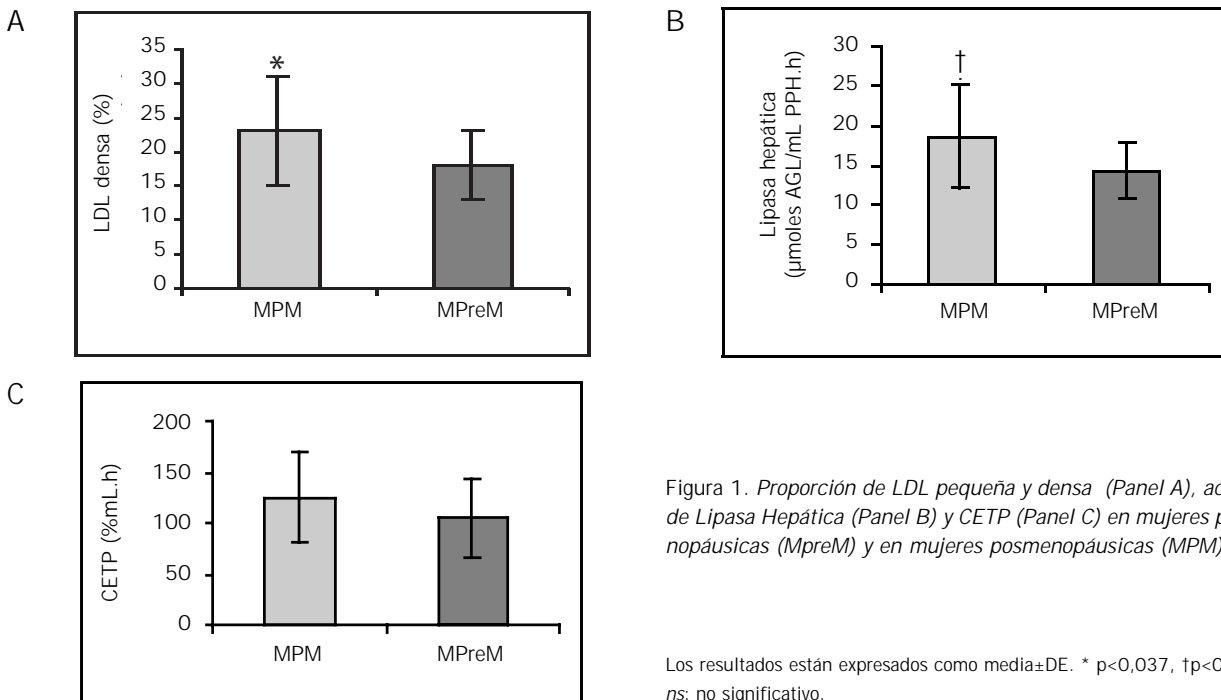 A
35
30
25
20
15
10
5
0
LDL densa (%)
*
MPM MPreM
B
30
25
20
15
10
5
0
Lipasa hepática
(µmoles AGL/mL PPH.h)
†
MPM MPreM
C
200
150
100
50
0
CETP (%mL.h)
MPM MPreM
Figura 1. Proporción de LDL pequeña y densa (Panel A),
de Lipasa Hepática (Panel B) y CETP (Panel C) en mujeres
nopáusicas (MpreM) y en mujeres posmenopáusicas (MPM)
Los resultados están expresados como media±DE. * p<0,037, †p<0
ns: no significativo.